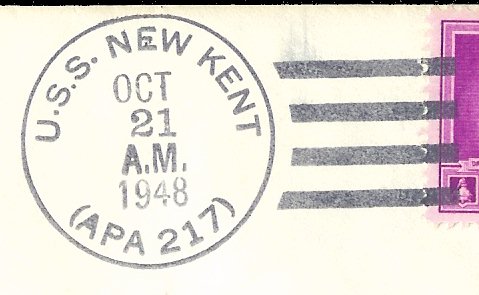 U.S.S. NEW KENT
OCT
21
A.M.
1948
(APA 217)